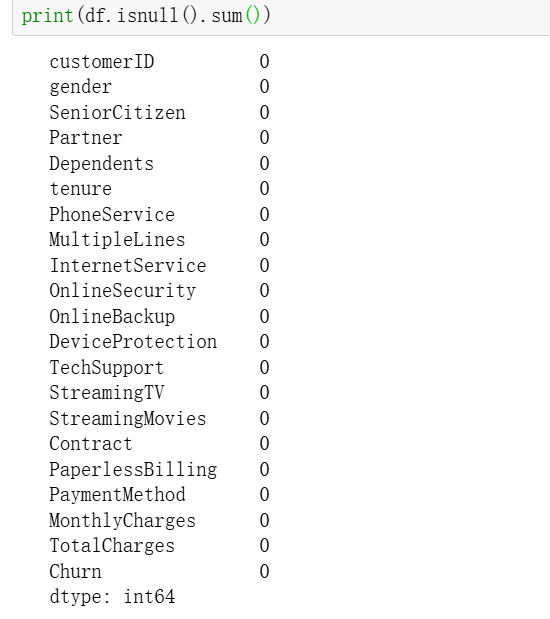 print(df.isnull().sum())
customerID 0
gender 0
SeniorCitizen 0
Partner 0
Dependents 0
tenure 0
PhoneService 0
MultipleLines 0
InternetService 0
OnlineSecurity 0
OnlineBackup 0
DeviceProtection 0
TechSupport 0
StreamingTV 0
StreamingMovies 0
Contract 0
PaperlessBilling 0
PaymentMethod 0
MonthlyCharges 0
TotalCharges 0
Churn 0
dtype: int64